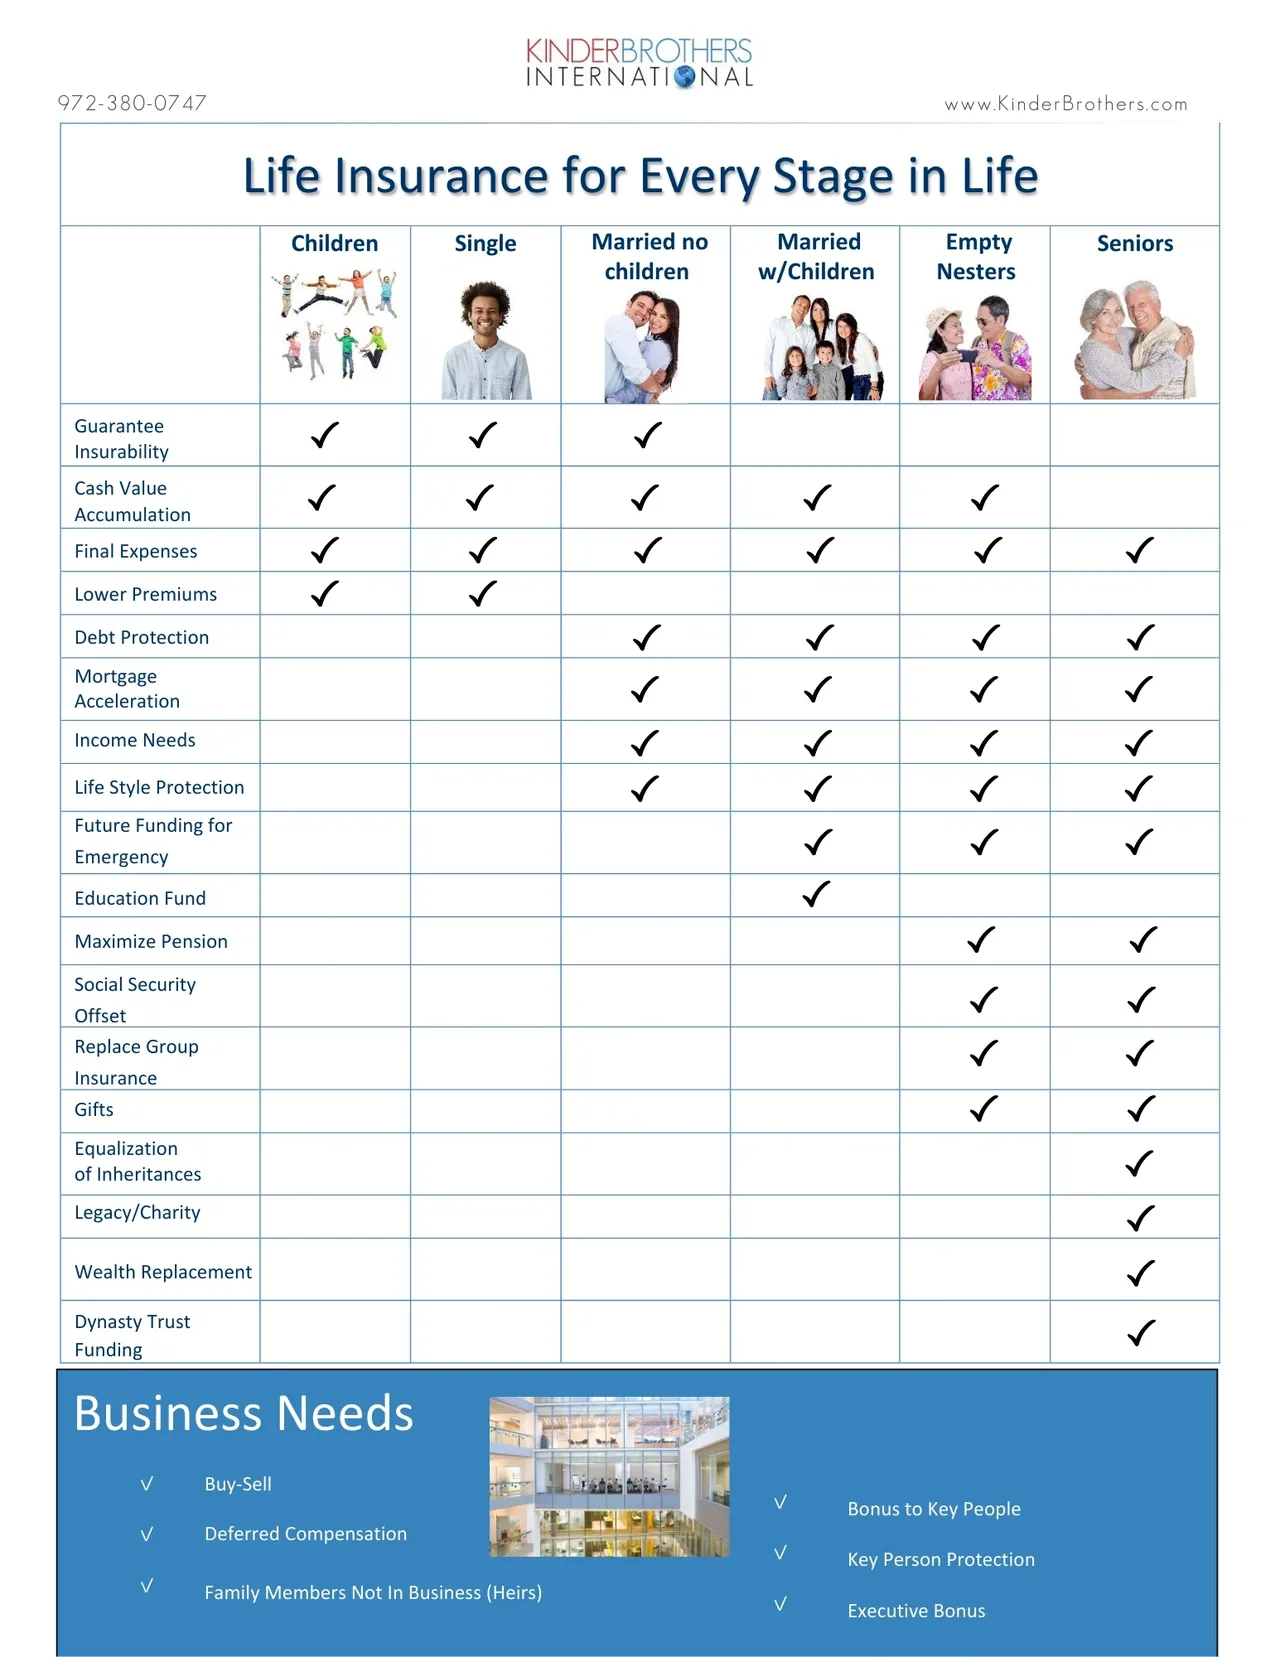 KINDERBROTHERS
INTERNATIONAL
972-380-0747
www.KinderBrothers.com
Life Insurance for Every Stage in Life
Children
Single
Married no
children
Married
w/Children
Empty
Nesters
Seniors
Guarantee
Insurability
✓ ✓ ✓
Cash Value
Accumulation
✓ ✓ ✓ ✓ ✓
Final Expenses ✓ ✓ ✓ ✓ ✓ ✓
Lower Premiums ✓ ✓
Debt Protection ✓ ✓ ✓ ✓
Mortgage
Acceleration
✓ ✓ ✓ ✓
Income Needs ✓ ✓ ✓ ✓
Life Style Protection ✓ ✓ ✓ ✓
Future Funding for
Emergency
✓ ✓ ✓
Education Fund ✓
Maximize Pension ✓ ✓
Social Security
Offset
✓ ✓
Replace Group
Insurance
✓ ✓
Gifts ✓ ✓
Equalization
of Inheritances
✓
Legacy/Charity ✓
Wealth Replacement ✓
Dynasty Trust
Funding
✓
Business Needs
√ Buy-Sell
√ Deferred Compensation
√ Family Members Not In Business (Heirs)
√ Bonus to Key People
√ Key Person Protection
√ Executive Bonus